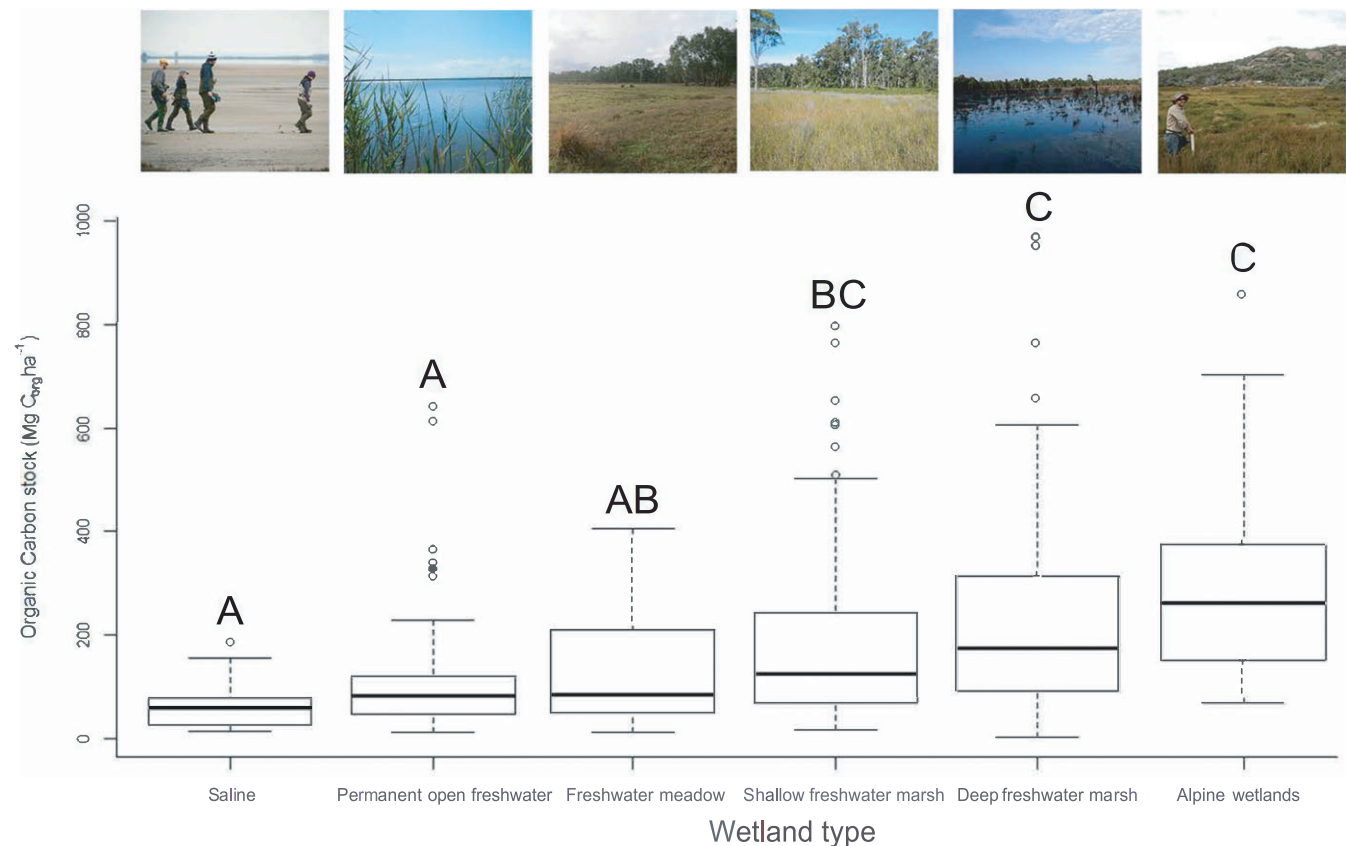 1000
800
600
400
200
0
Organic Carbon stock (Mg Corg ha⁻¹)
A
A
AB
BC
C
C
Saline
Permanent open freshwater
Freshwater meadow
Shallow freshwater marsh
Deep freshwater marsh
Alpine wetlands
Wetland type